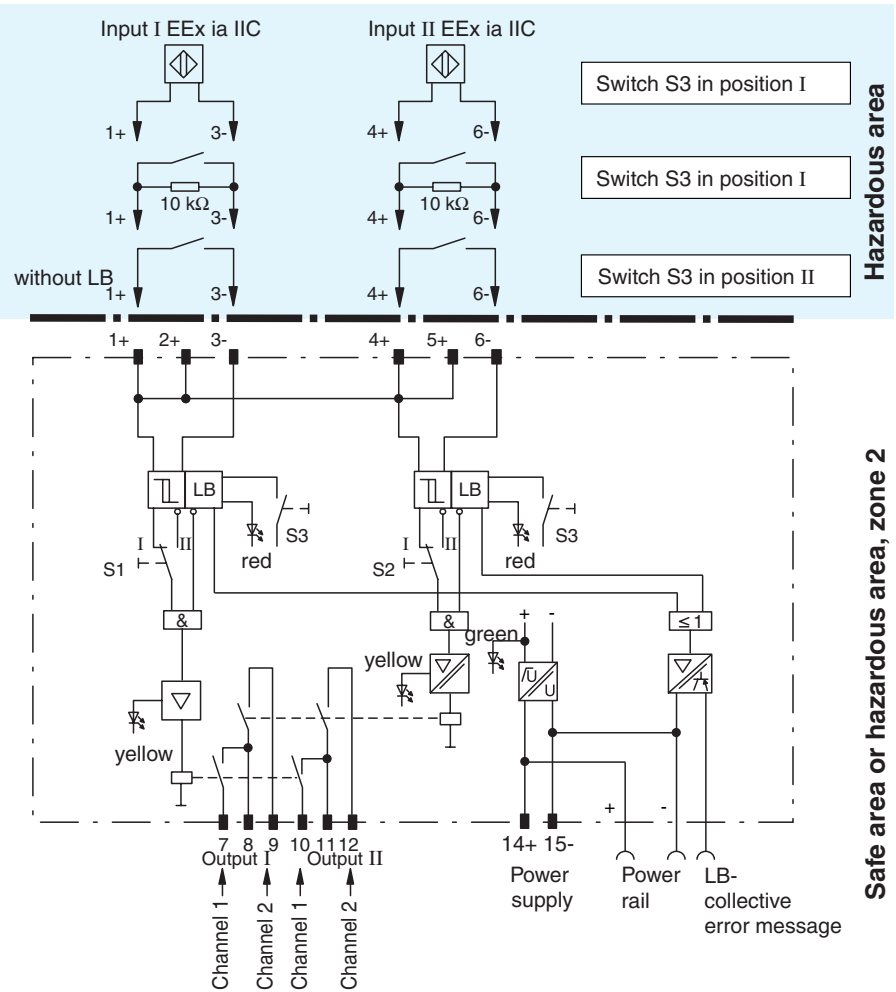 Input I EEx ia IIC
Input II EEx ia IIC
Switch S3 in position I
1+
3-
4+
6-
Switch S3 in position I
10 kΩ
10 kΩ
1+
3-
4+
6-
without LB
Switch S3 in position II
1+
3-
4+
6-
Hazardous area
1+
2+
3-
4+
5+
6-
LB
LB
I
II
S3
I
II
S3
S1
red
S2
red
&
&
≤ 1
+
-
green
yellow
U
U
yellow
+
-
7
8
9
10
11
12
14+
15-
Output I
Output II
Power
supply
Power
rail
LB-
collective
error message
Channel 1
Channel 2
Channel 1
Channel 2
Safe area or hazardous area, zone 2